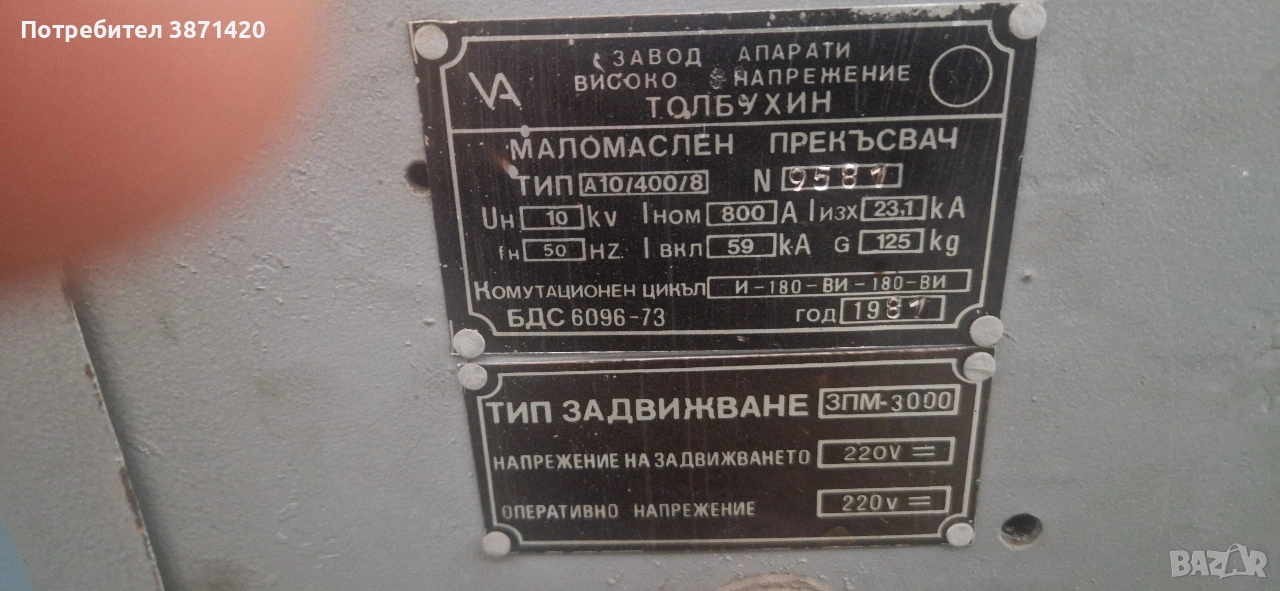 Потребител 3871420
ЗАВОД АПАРАТИ
ВИСОКО НАПРЕЖЕНИЕ
VA
ТОЛБУХИН
МАЛОМАСЛЕН ПРЕКЪСВАЧ
ТИП А10/400/8 N 9581
Uн 10 kv Iном 800 A Iизх 23,1 kA
fн 50 HZ I вкл 59 kA G 125 kg
Комутационен цикъл И-180-ВИ-180-ВИ
БДС 6096-73 год 1981
ТИП ЗАДВИЖВАНЕ ЗПМ-3000
НАПРЕЖЕНИЕ НА ЗАДВИЖВАНЕТО 220V =
ОПЕРАТИВНО НАПРЕЖЕНИЕ 220v =
BAZAR